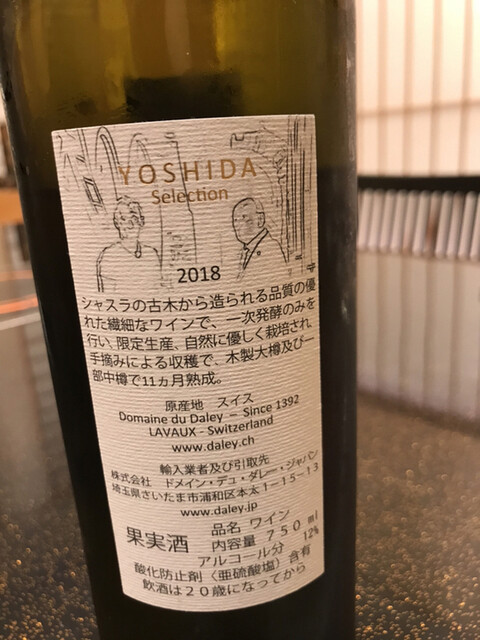 YOSHIDA
Selection
2018
シャスラの古木から造られる品質の優
れた繊細なワインで、一次発酵のみを
行い、限定生産、自然に優しく栽培され
手摘みによる収穫で、木製大樽及び一
部中樽で11ヵ月熟成。
原産地 スイス
Domaine du Daley – Since 1392
LAVAUX - Switzerland
www.daley.ch
輸入業者及び引取先
株式会社 ドメイン・デュ・ダレー・ジャパン
埼玉県さいたま市浦和区本太1-15-13
www.daley.jp
果実酒
品名 ワイン
内容量 750 ml
アルコール分 12%
酸化防止剤〈亜硫酸塩〉含有
飲酒は20歳になってから